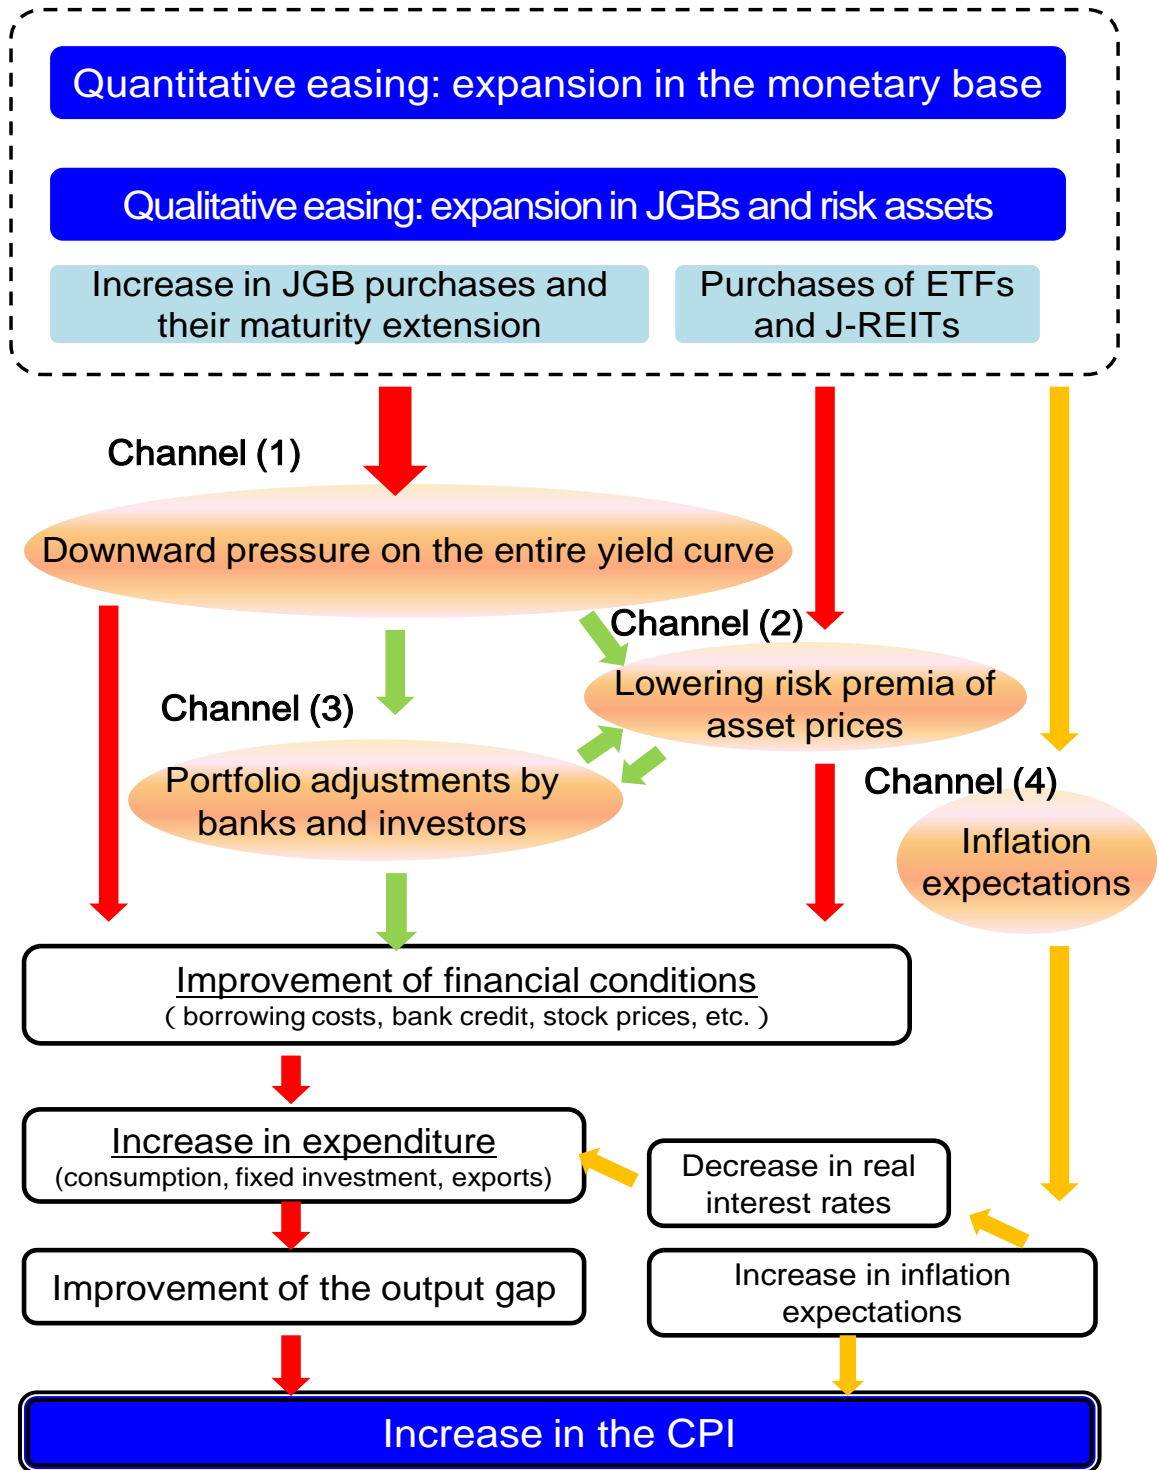 Quantitative easing: expansion in the monetary base
Qualitative easing: expansion in JGBs and risk assets
Increase in JGB purchases and
their maturity extension
Purchases of ETFs
and J-REITs
Channel (1)
Downward pressure on the entire yield curve
Channel (2)
Lowering risk premia of
asset prices
Channel (3)
Portfolio adjustments by
banks and investors
Channel (4)
Inflation
expectations
Improvement of financial conditions
( borrowing costs, bank credit, stock prices, etc. )
Increase in expenditure
(consumption, fixed investment, exports)
Decrease in real
interest rates
Improvement of the output gap
Increase in inflation
expectations
Increase in the CPI